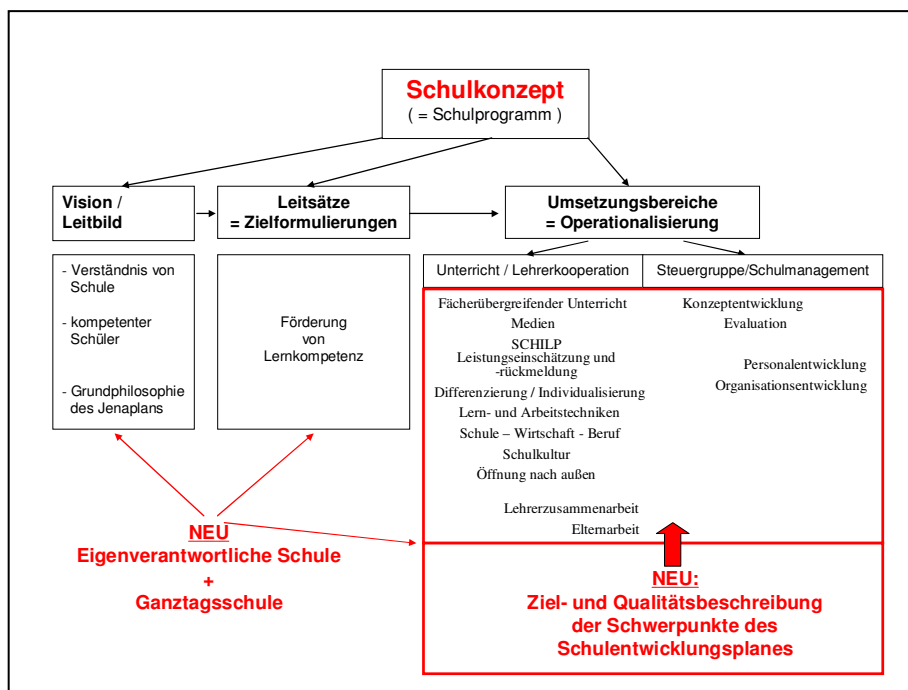 Schulkonzept
( = Schulprogramm )
Vision /
Leitbild
Leitsätze
= Zielformulierungen
Umsetzungsbereiche
= Operationalisierung
- Verständnis von
Schule
- kompetenter
Schüler
- Grundphilosophie
des Jenaplans
Förderung
von
Lernkompetenz
Unterricht / Lehrerkooperation
Steuergruppe/Schulmanagement
Fächerübergreifender Unterricht
Medien
SCHILP
Leistungseinschätzung und
-rückmeldung
Differenzierung / Individualisierung
Lern- und Arbeitstechniken
Schule – Wirtschaft - Beruf
Schulkultur
Öffnung nach außen
Lehrerzusammenarbeit
Elternarbeit
Konzeptentwicklung
Evaluation
Personalentwicklung
Organisationsentwicklung
NEU
Eigenverantwortliche Schule
+
Ganztagsschule
NEU:
Ziel- und Qualitätsbeschreibung
der Schwerpunkte des
Schulentwicklungsplanes